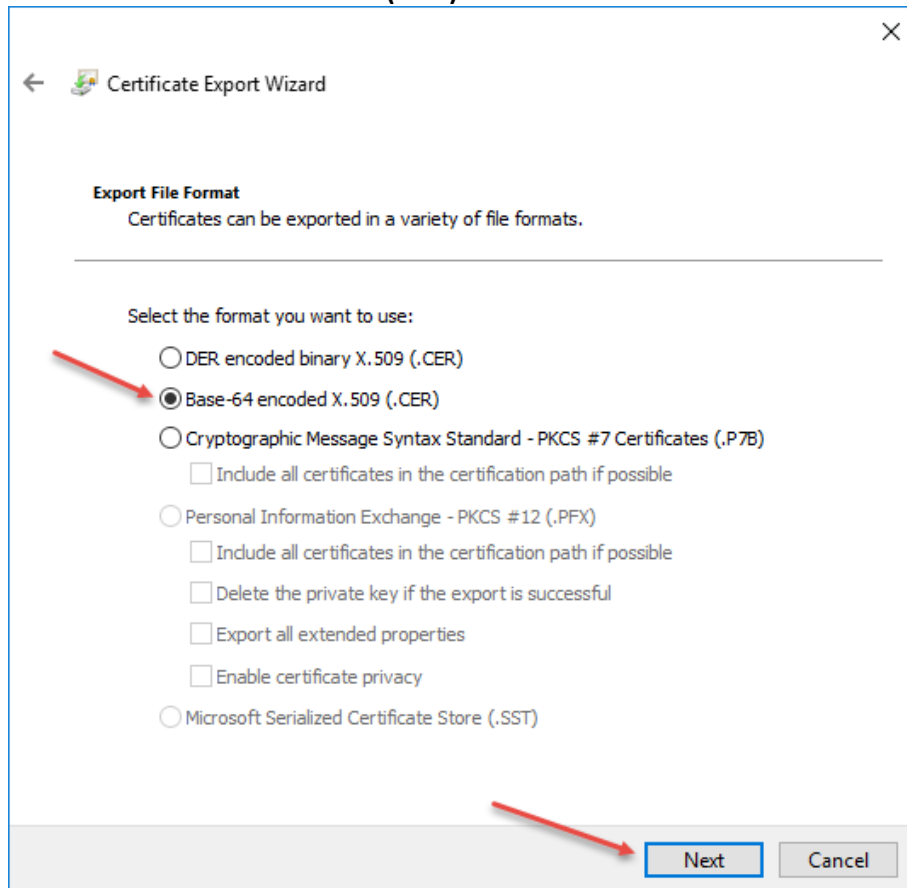 Certificate Export Wizard
Export File Format
Certificates can be exported in a variety of file formats.
Select the format you want to use:
DER encoded binary X.509 (.CER)
Base-64 encoded X.509 (.CER)
Cryptographic Message Syntax Standard - PKCS #7 Certificates (.P7B)
Include all certificates in the certification path if possible
Personal Information Exchange - PKCS #12 (.PFX)
Include all certificates in the certification path if possible
Delete the private key if the export is successful
Export all extended properties
Enable certificate privacy
Microsoft Serialized Certificate Store (.SST)
Next Cancel